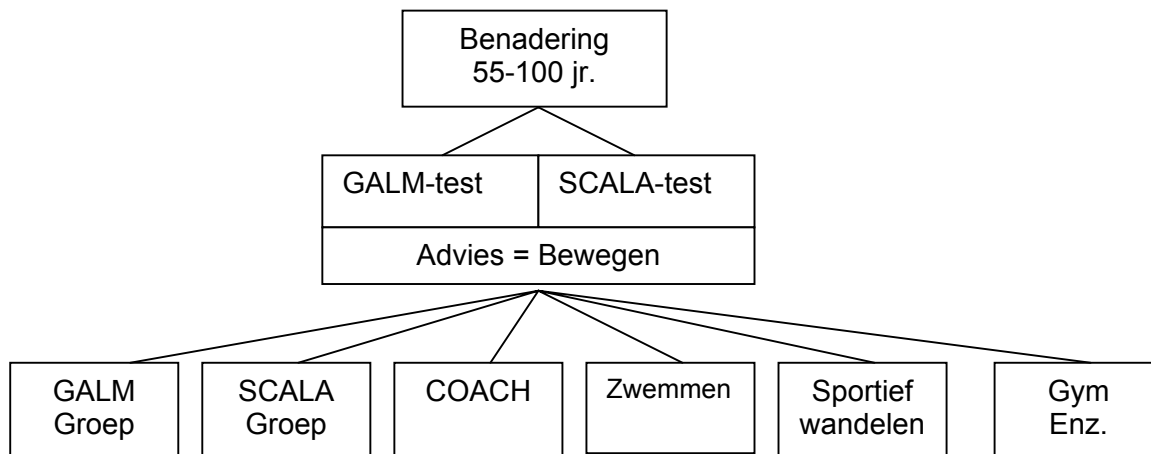 Benadering
55-100 jr.
GALM-test
SCALA-test
Advies = Bewegen
GALM
Groep
SCALA
Groep
COACH
Zwemmen
Sportief
wandelen
Gym
Enz.